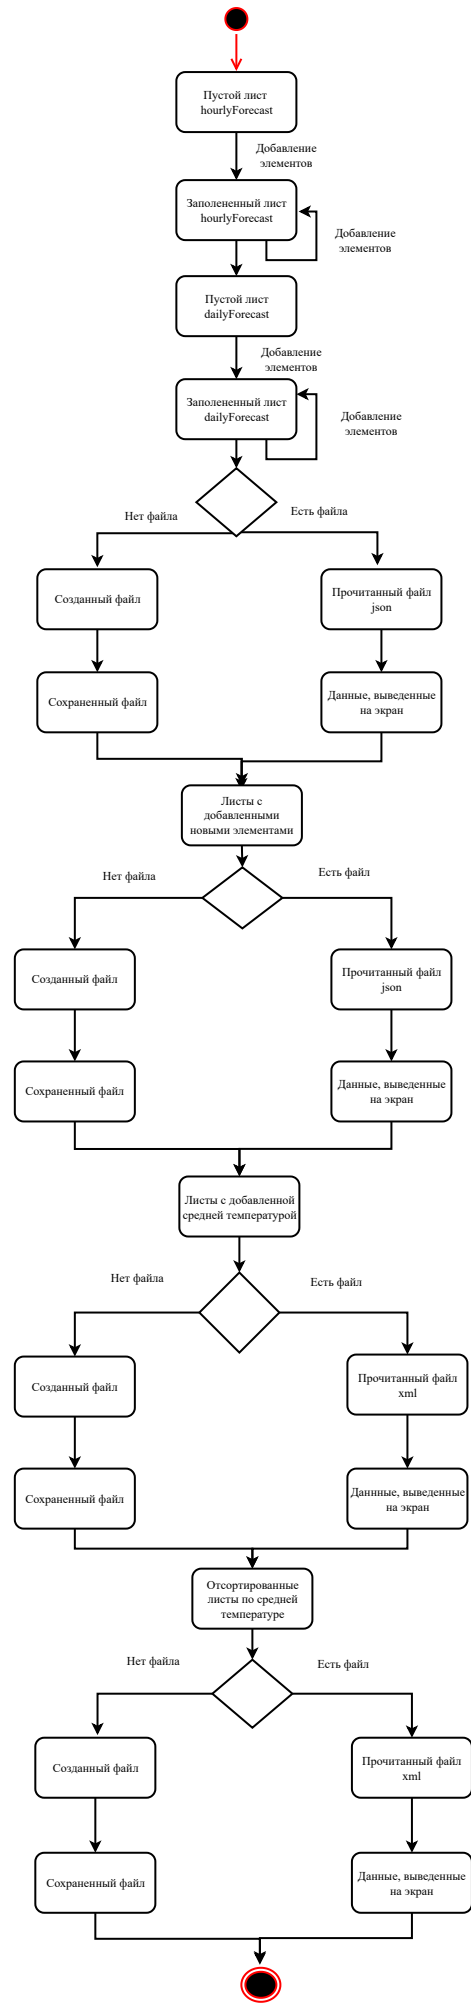 Пустой лист
hourlyForecast
Добавление
элементов
Заполененный лист
hourlyForecast
Добавление
элементов
Пустой лист
dailyForecast
Добавление
элементов
Заполененный лист
dailyForecast
Добавление
элементов
Нет файла
Есть файла
Созданный файл
Прочитанный файл
json
Сохраненный файл
Данные, выведенные
на экран
Листы с
добавленными
новыми элементами
Нет файла
Есть файл
Созданный файл
Прочитанный файл
json
Сохраненный файл
Данные, выведенные
на экран
Листы с добавленной
средней температурой
Нет файла
Есть файл
Созданный файл
Прочитанный файл
xml
Сохраненный файл
Даннные, выведенные
на экран
Отсортированные
листы по средней
температуре
Нет файла
Есть файл
Созданный файл
Прочитанный файл
xml
Сохраненный файл
Данные, выведенные
на экран